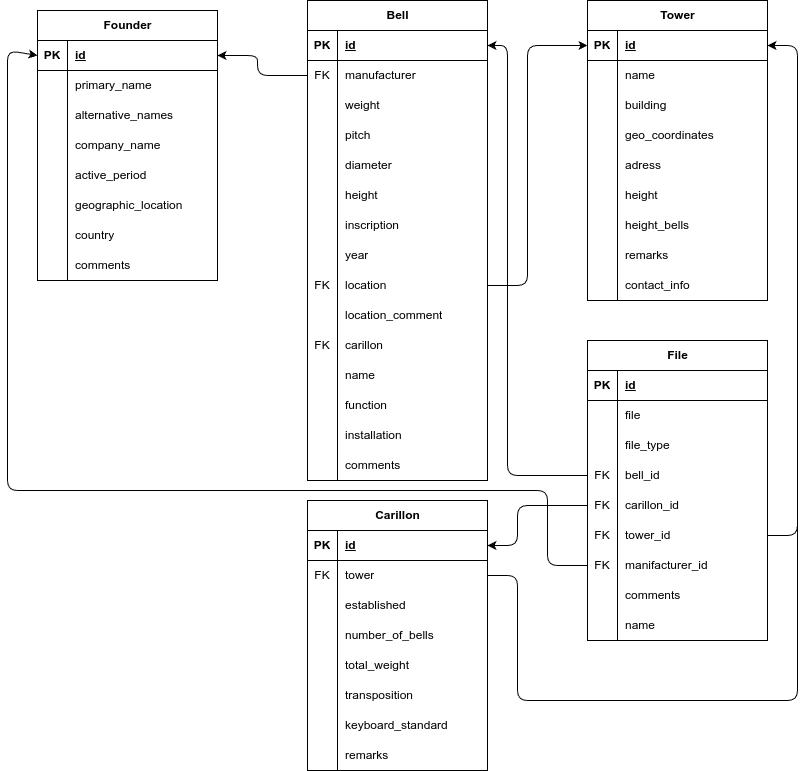 Founder
PK id
primary_name
alternative_names
company_name
active_period
geographic_location
country
comments
Bell
PK id
FK manufacturer
weight
pitch
diameter
height
inscription
year
FK location
location_comment
FK carillon
name
function
installation
comments
Tower
PK id
name
building
geo_coordinates
adress
height
height_bells
remarks
contact_info
File
PK id
file
file_type
FK bell_id
FK carillon_id
FK tower_id
FK manifacturer_id
comments
name
Carillon
PK id
FK tower
established
number_of_bells
total_weight
transposition
keyboard_standard
remarks